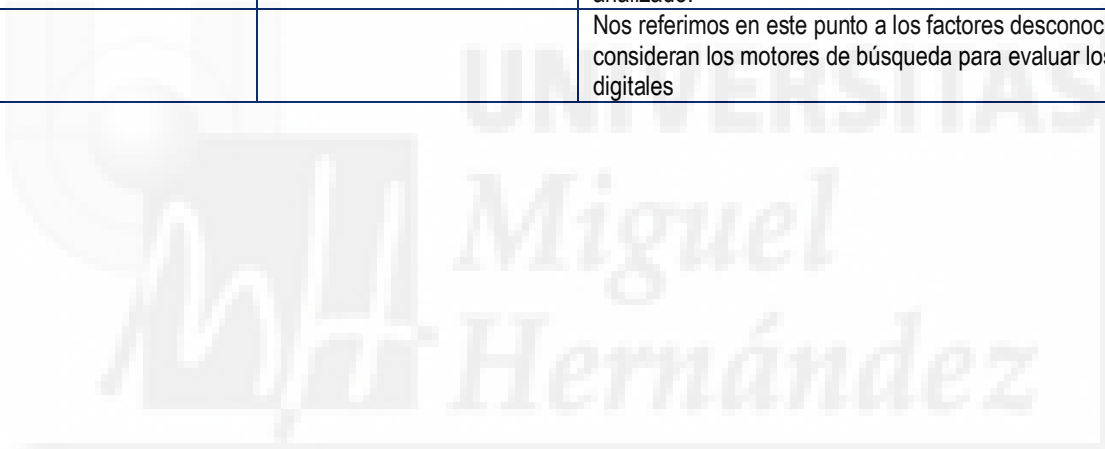 Nos referimos en este punto a los factores desconoc
consideran los motores de búsqueda para evaluar los
digitales
UNIVERSITAS
Miguel
Hernández